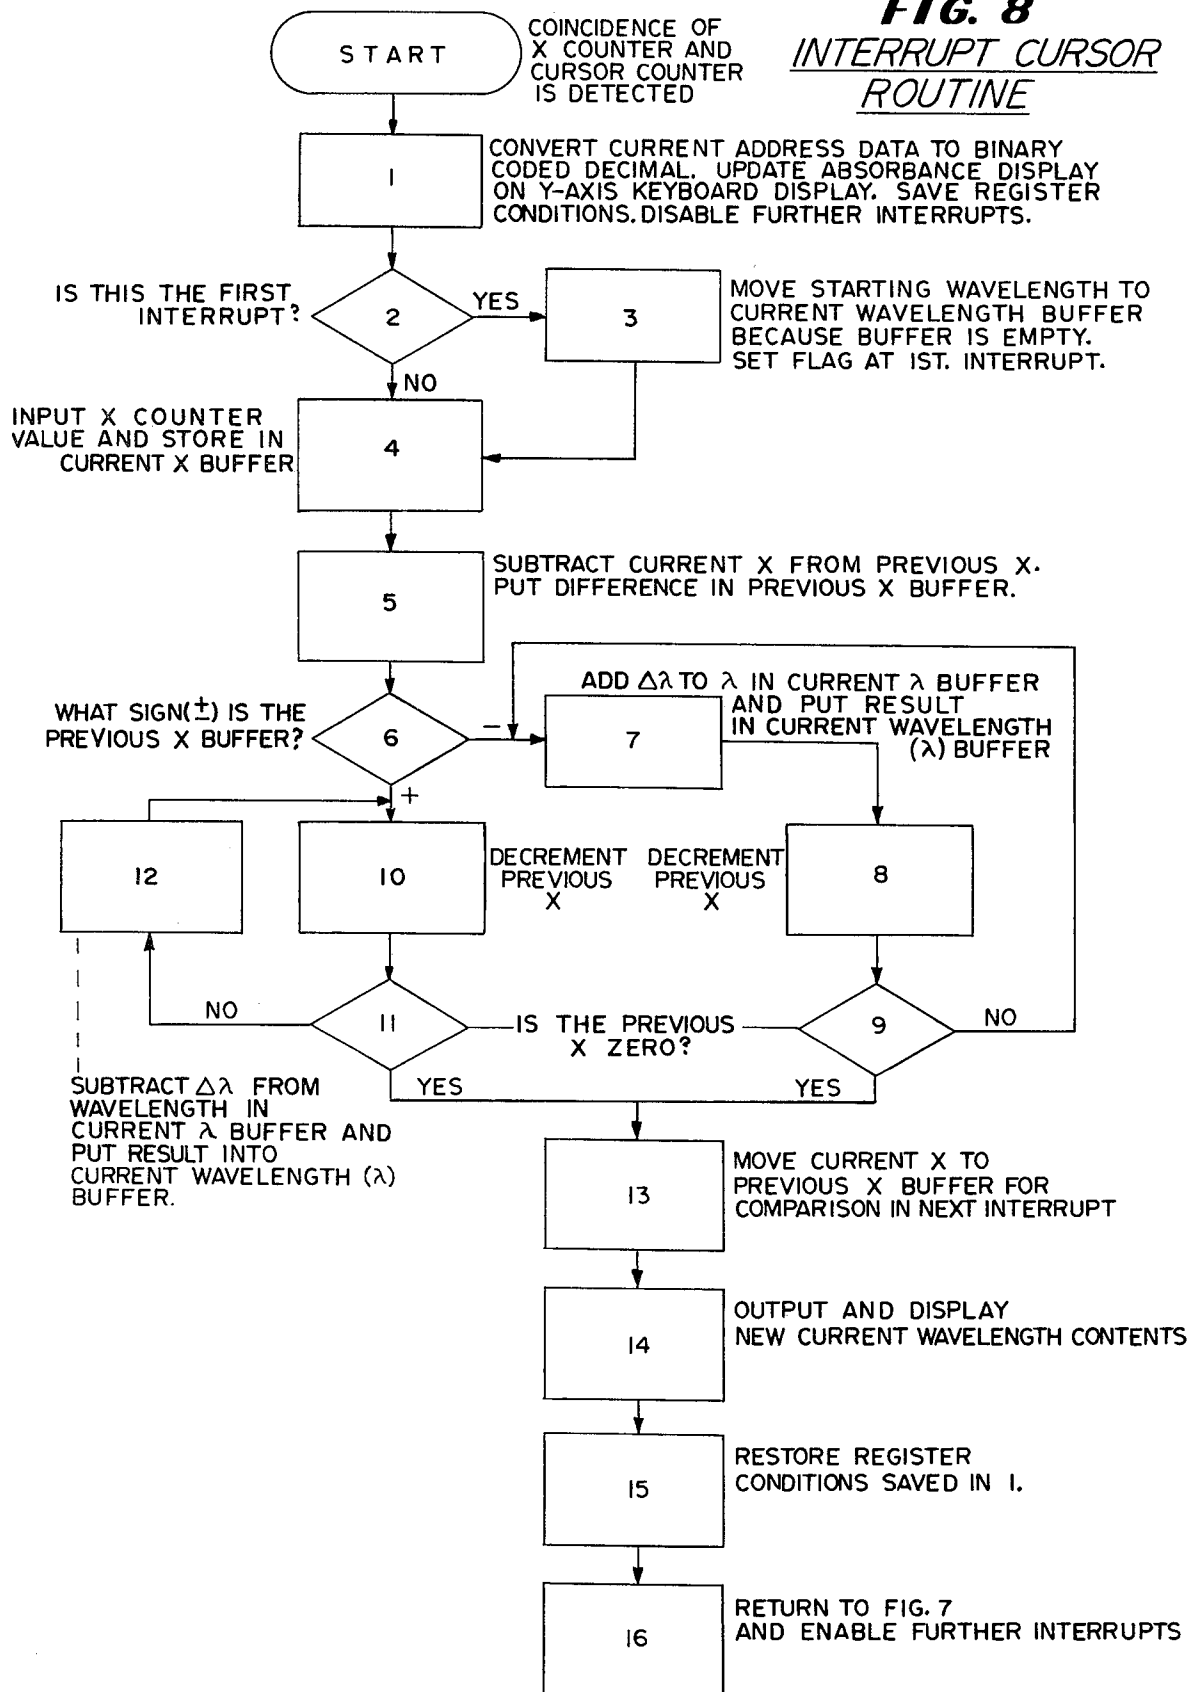 FIG. 8
INTERRUPT CURSOR
ROUTINE
START
COINCIDENCE OF
X COUNTER AND
CURSOR COUNTER
IS DETECTED
1
CONVERT CURRENT ADDRESS DATA TO BINARY
CODED DECIMAL. UPDATE ABSORBANCE DISPLAY
ON Y-AXIS KEYBOARD DISPLAY. SAVE REGISTER
CONDITIONS. DISABLE FURTHER INTERRUPTS.
IS THIS THE FIRST
INTERRUPT?
2
YES
NO
3
MOVE STARTING WAVELENGTH TO
CURRENT WAVELENGTH BUFFER
BECAUSE BUFFER IS EMPTY.
SET FLAG AT 1ST. INTERRUPT.
INPUT X COUNTER
VALUE AND STORE IN
CURRENT X BUFFER
4
5
SUBTRACT CURRENT X FROM PREVIOUS X.
PUT DIFFERENCE IN PREVIOUS X BUFFER.
WHAT SIGN(±) IS THE
PREVIOUS X BUFFER?
6
−
+
7
ADD Δλ TO λ IN CURRENT λ BUFFER
AND PUT RESULT
IN CURRENT WAVELENGTH
(λ) BUFFER
12
10
DECREMENT
PREVIOUS
X
DECREMENT
PREVIOUS
X
8
NO
11
IS THE PREVIOUS
X ZERO?
9
NO
YES
YES
SUBTRACT Δλ FROM
WAVELENGTH IN
CURRENT λ BUFFER AND
PUT RESULT INTO
CURRENT WAVELENGTH (λ)
BUFFER.
13
MOVE CURRENT X TO
PREVIOUS X BUFFER FOR
COMPARISON IN NEXT INTERRUPT
14
OUTPUT AND DISPLAY
NEW CURRENT WAVELENGTH CONTENTS
15
RESTORE REGISTER
CONDITIONS SAVED IN 1.
16
RETURN TO FIG. 7
AND ENABLE FURTHER INTERRUPTS